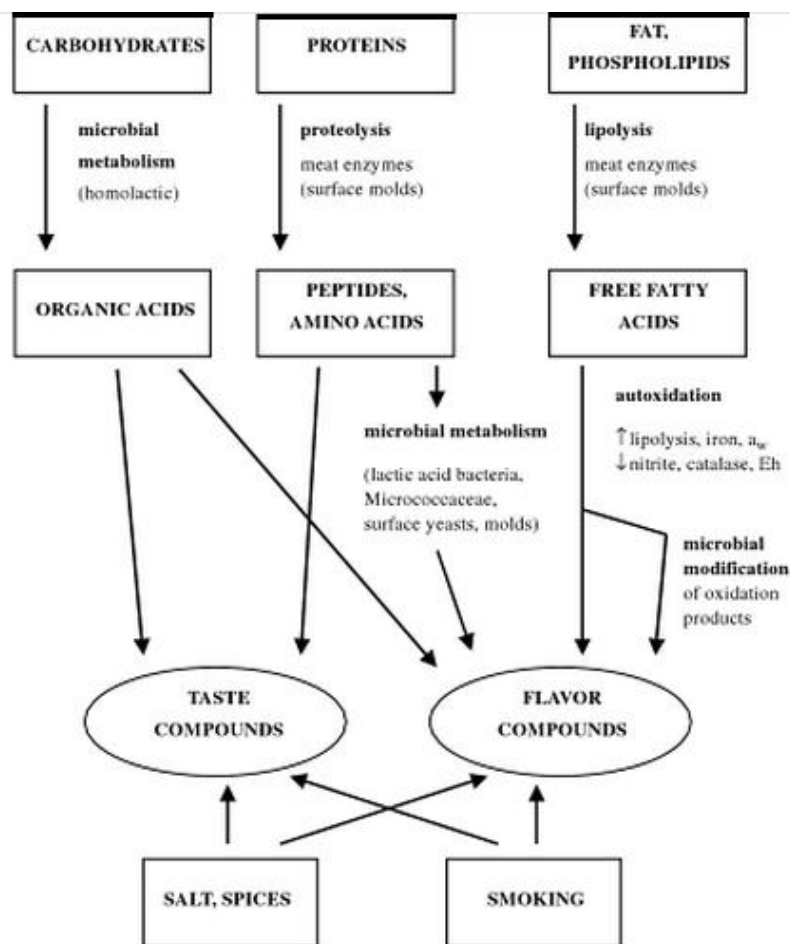 CARBOHYDRATES
PROTEINS
FAT,
PHOSPHOLIPIDS
microbial
metabolism
(homolactic)
proteolysis
meat enzymes
(surface molds)
lipolysis
meat enzymes
(surface molds)
ORGANIC ACIDS
PEPTIDES,
AMINO ACIDS
FREE FATTY
ACIDS
autoxidation
↑lipolysis, iron, aw
↓nitrite, catalase, Eh
microbial metabolism
(lactic acid bacteria,
Micrococcaceae,
surface yeasts, molds)
microbial
modification
of oxidation
products
TASTE
COMPOUNDS
FLAVOR
COMPOUNDS
SALT, SPICES
SMOKING